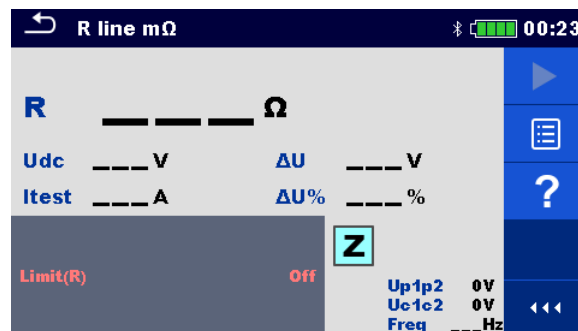 R line mΩ 00:23
R ___ Ω
Udc ___V ΔU ___V
Itest ___A ΔU% ___%
?
Z
Limit(R) Off
Up1p2 0V
Uc1c2 0V
Freq ___Hz